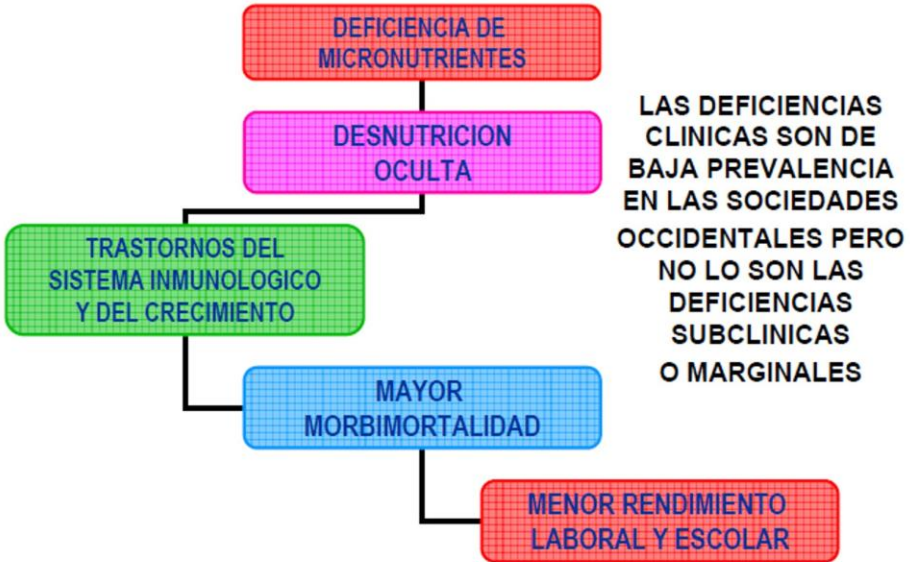 DEFICIENCIA DE
MICRONUTRIENTES
DESNUTRICION
OCULTA
TRASTORNOS DEL
SISTEMA INMUNOLOGICO
Y DEL CRECIMIENTO
MAYOR
MORBIMORTALIDAD
MENOR RENDIMIENTO
LABORAL Y ESCOLAR
LAS DEFICIENCIAS
CLINICAS SON DE
BAJA PREVALENCIA
EN LAS SOCIEDADES
OCCIDENTALES PERO
NO LO SON LAS
DEFICIENCIAS
SUBCLINICAS
O MARGINALES